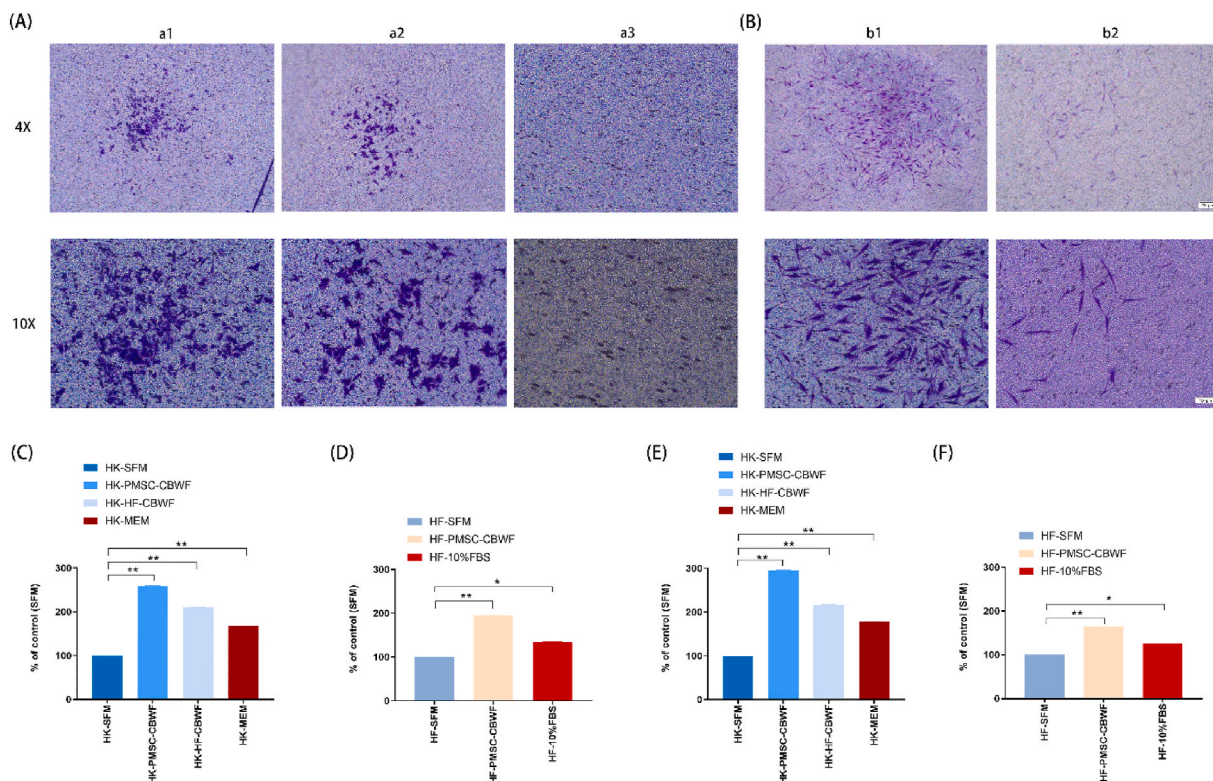 (A)
(B)
a1
a2
a3
b1
b2
4X
10X
(C)
HK-SFM
HK-PMSC-CBWF
HK-HF-CBWF
HK-MEM
**
**
**
% of control (SFM)
300
200
100
0
HK-SFM
HK-PMSC-CBWF
HK-HF-CBWF
HK-MEM
(D)
HF-SFM
HF-PMSC-CBWF
HF-10%FBS
*
**
% of control (SFM)
300
200
100
0
HF-SFM
HF-PMSC-CBWF
HF-10%FBS
(E)
HK-SFM
HK-PMSC-CBWF
HK-HF-CBWF
HK-MEM
**
**
**
% of control (SFM)
300
200
100
0
HK-SFM
HK-PMSC-CBWF
HK-HF-CBWF
HK-MEM
(F)
HF-SFM
HF-PMSC-CBWF
HF-10%FBS
*
**
% of control (SFM)
300
200
100
0
HF-SFM
HF-PMSC-CBWF
HF-10%FBS